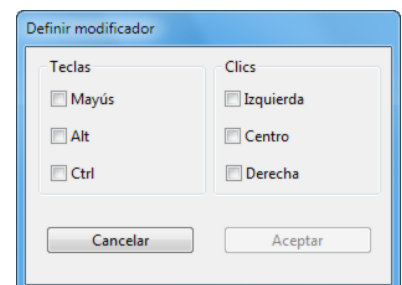 Definir modificador
Teclas
Clics
Mayús
Izquierda
Alt
Centro
Ctrl
Derecha
Cancelar
Aceptar